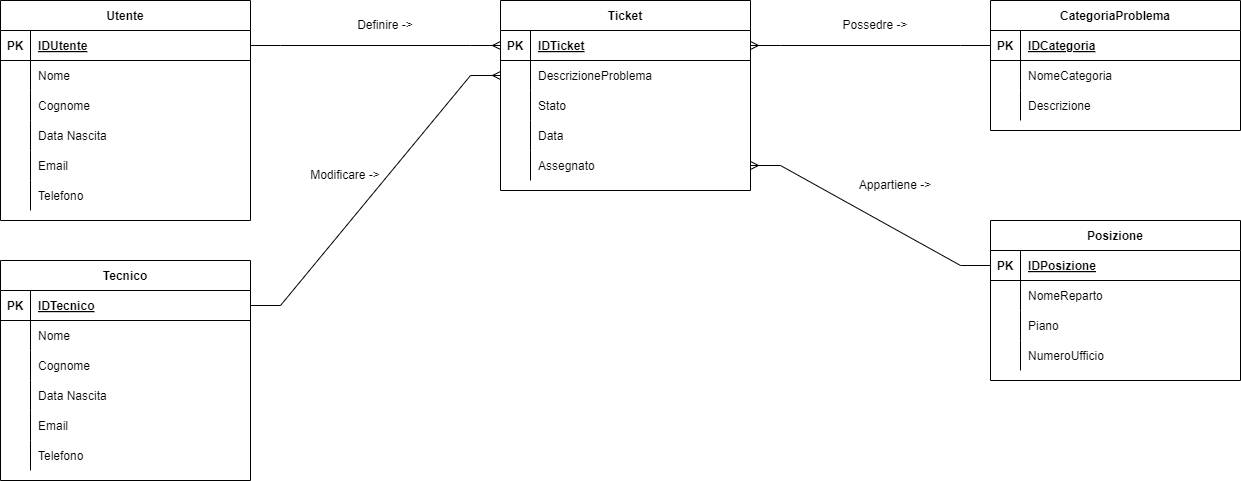 Utente
PK IDUtente
Nome
Cognome
Data Nascita
Email
Telefono
Definire ->
Ticket
PK IDTicket
DescrizioneProblema
Stato
Data
Assegnato
Possedre ->
CategoriaProblema
PK IDCategoria
NomeCategoria
Descrizione
Modificare ->
Appartiene ->
Tecnico
PK IDTecnico
Nome
Cognome
Data Nascita
Email
Telefono
Posizione
PK IDPosizione
NomeReparto
Piano
NumeroUfficio